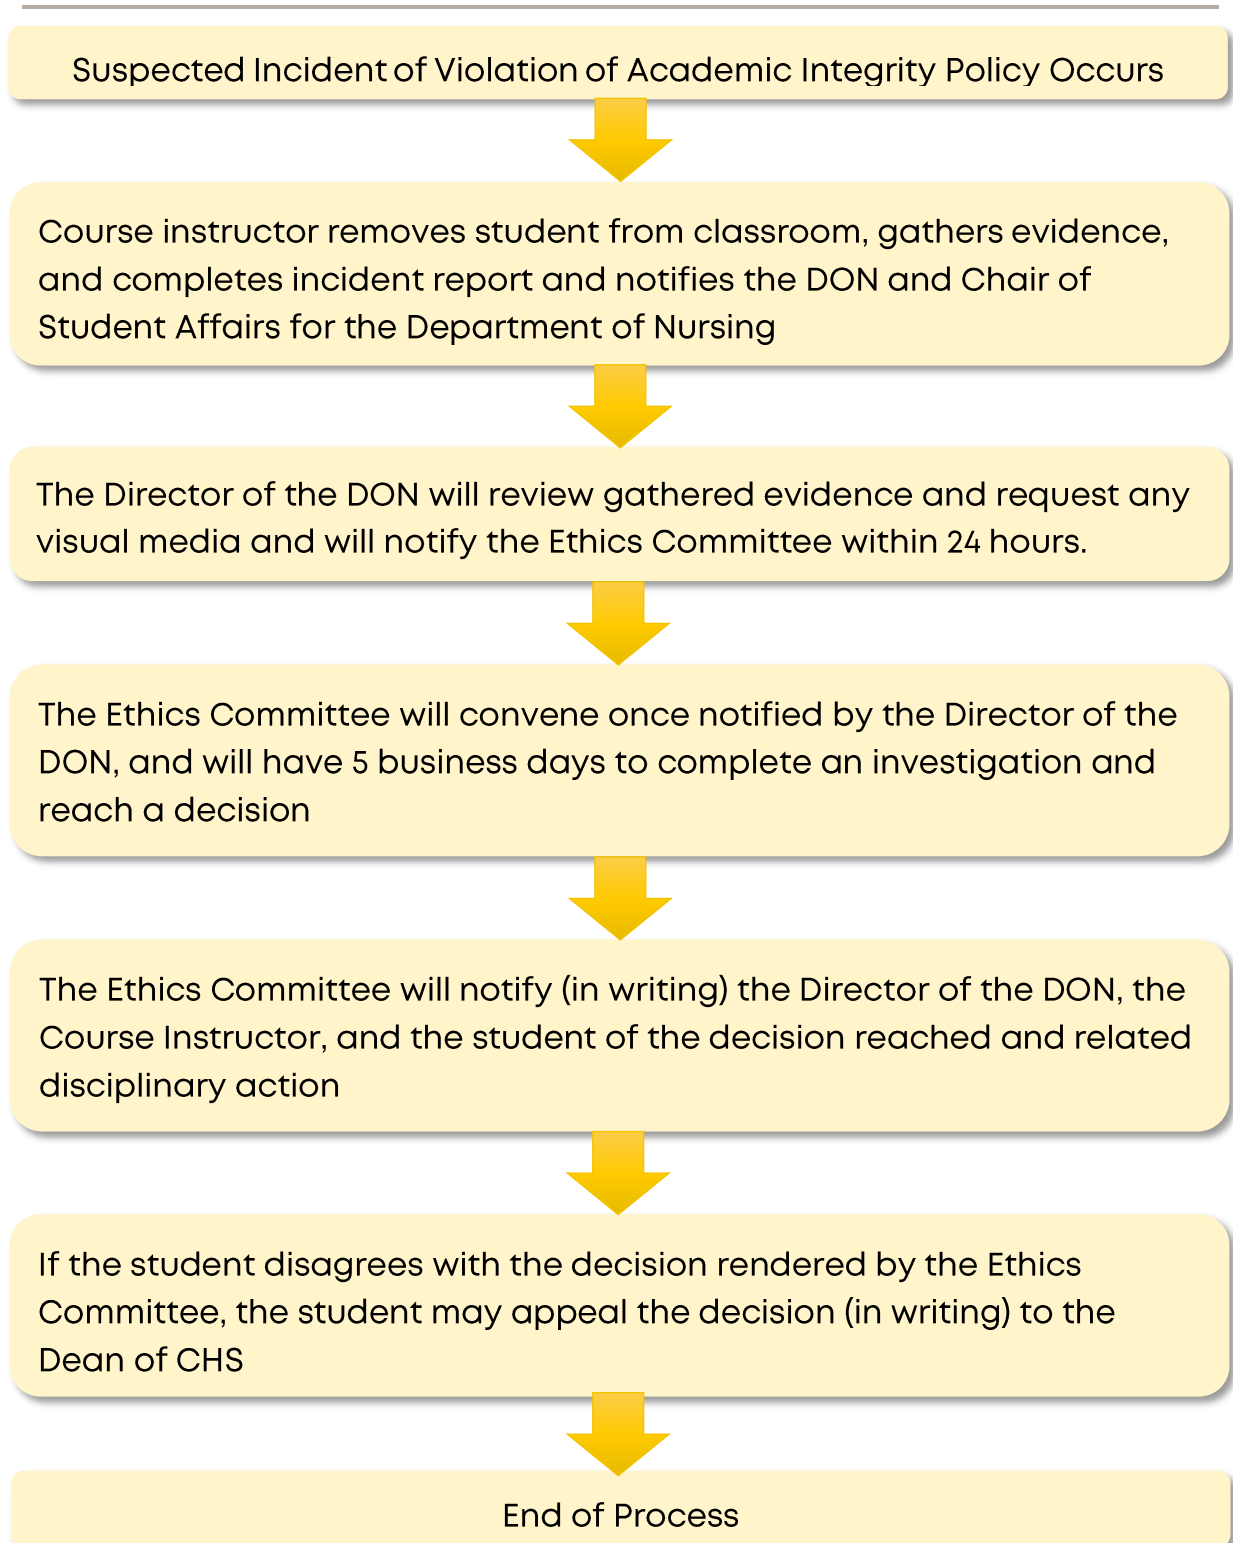 Suspected Incident of Violation of Academic Integrity Policy Occurs
Course instructor removes student from classroom, gathers evidence,
and completes incident report and notifies the DON and Chair of
Student Affairs for the Department of Nursing
The Director of the DON will review gathered evidence and request any
visual media and will notify the Ethics Committee within 24 hours.
The Ethics Committee will convene once notified by the Director of the
DON, and will have 5 business days to complete an investigation and
reach a decision
The Ethics Committee will notify (in writing) the Director of the DON, the
Course Instructor, and the student of the decision reached and related
disciplinary action
If the student disagrees with the decision rendered by the Ethics
Committee, the student may appeal the decision (in writing) to the
Dean of CHS
End of Process